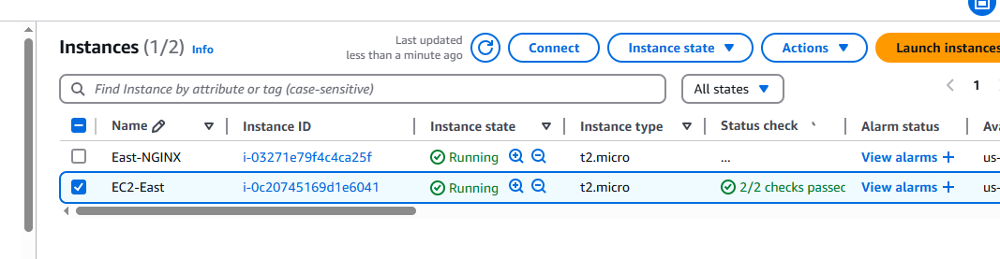 Instances (1/2) Info
Last updated
less than a minute ago
Connect
Instance state
Actions
Launch instances
Find Instance by attribute or tag (case-sensitive)
All states
1
Name Instance ID Instance state Instance type Status check Alarm status Ava
East-NGINX i-03271e79f4c4ca25f Running t2.micro ... View alarms + us-
EC2-East i-0c20745169d1e6041 Running t2.micro 2/2 checks passec View alarms + us-